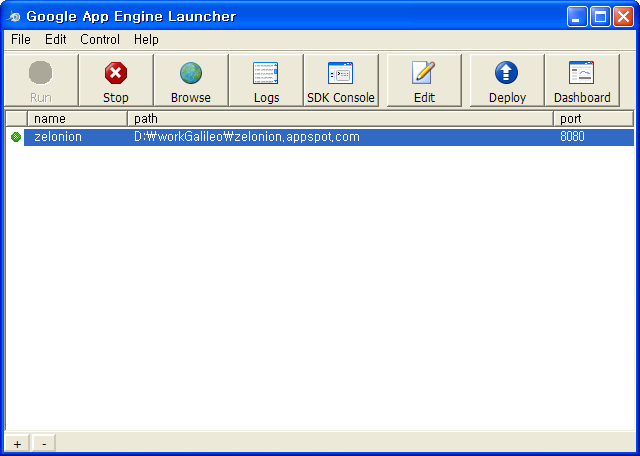 Google App Engine Launcher
File Edit Control Help
Run Stop Browse Logs SDK Console Edit Deploy Dashboard
name path port
zelonion D:₩workGalileo₩zelonion.appspot.com 8080
+ -